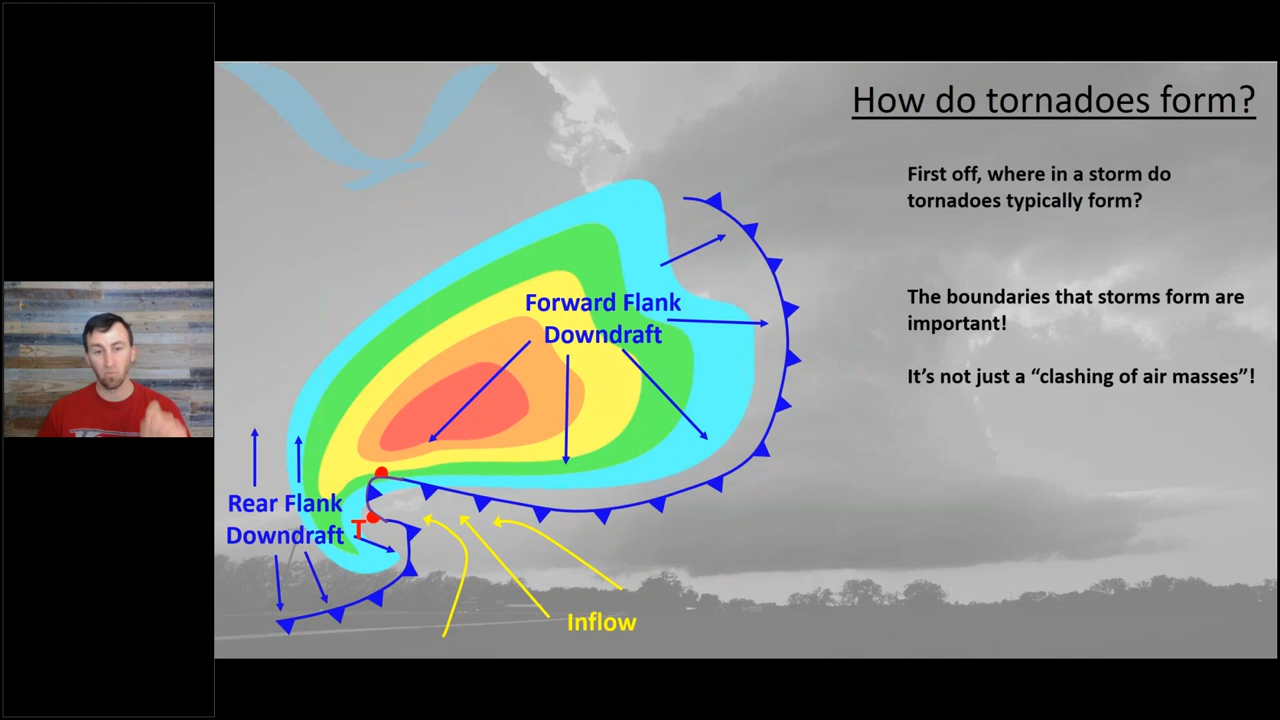 How do tornadoes form?
First off, where in a storm do
tornadoes typically form?
The boundaries that storms form are
important!
It’s not just a “clashing of air masses”!
Forward Flank
Downdraft
Rear Flank
Downdraft
T
Inflow